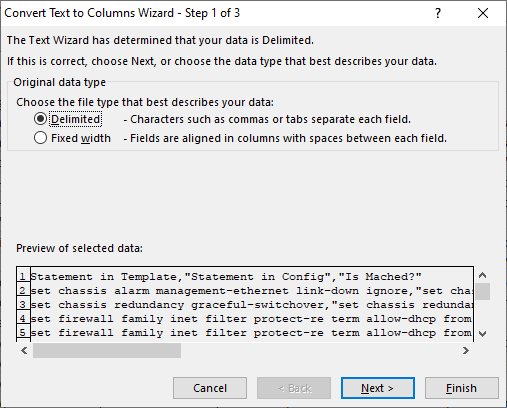 Convert Text to Columns Wizard - Step 1 of 3
The Text Wizard has determined that your data is Delimited.
If this is correct, choose Next, or choose the data type that best describes your data.
Original data type
Choose the file type that best describes your data:
Delimited - Characters such as commas or tabs separate each field.
Fixed width - Fields are aligned in columns with spaces between each field.
Preview of selected data:
1 Statement in Template,"Statement in Config","Is Mached?"
2 set chassis alarm management-ethernet link-down ignore,"set cha
3 set chassis redundancy graceful-switchover,"set chassis redunda
4 set firewall family inet filter protect-re term allow-dhcp from
5 set firewall family inet filter protect-re term allow-dhcp from
Cancel < Back Next > Finish